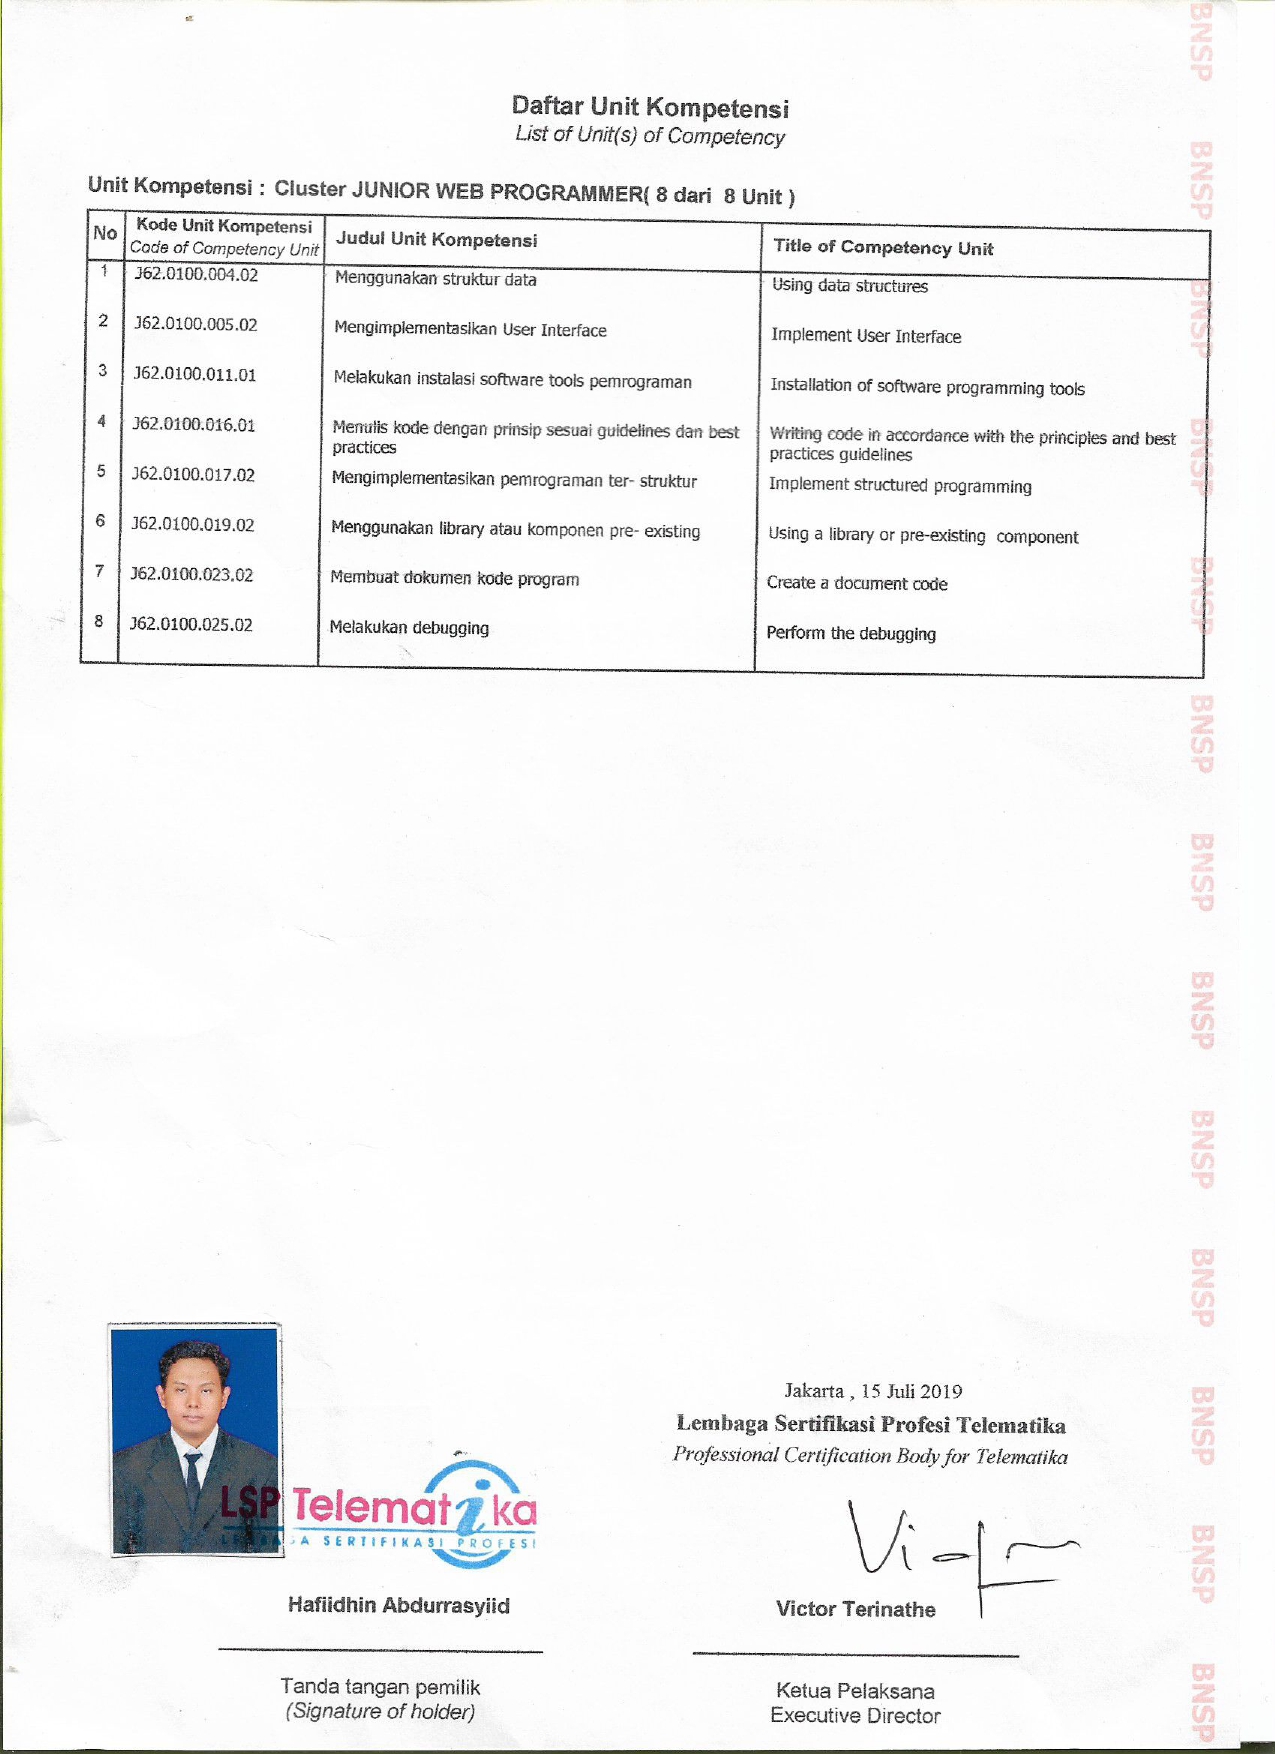 Daftar Unit Kompetensi
List of Unit(s) of Competency
Unit Kompetensi : Cluster JUNIOR WEB PROGRAMMER( 8 dari 8 Unit )
No Kode Unit Kompetensi Judul Unit Kompetensi Title of Competency Unit
Code of Competency Unit
1 J62.0100.004.02 Menggunakan struktur data Using data structures
2 J62.0100.005.02 Mengimplementasikan User Interface Implement User Interface
3 J62.0100.011.01 Melakukan instalasi software tools pemrograman Installation of software programming tools
4 J62.0100.016.01 Menulis kode dengan prinsip sesuai guidelines dan best Writing code in accordance with the principles and best
practices practices guidelines
5 J62.0100.017.02 Mengimplementasikan pemrograman ter- struktur Implement structured programming
6 J62.0100.019.02 Menggunakan library atau komponen pre- existing Using a library or pre-existing component
7 J62.0100.023.02 Membuat dokumen kode program Create a document code
8 J62.0100.025.02 Melakukan debugging Perform the debugging
BNSP
BNSP
BNSP
BNSP
BNSP
BNSP
BNSP
BNSP
BNSP
BNSP
BNSP
BNSP
BNSP
Jakarta , 15 Juli 2019
Lembaga Sertifikasi Profesi Telematika
Professional Certification Body for Telematika
LSP Telematika
LEMBAGA SERTIFIKASI PROFESI
Hafiidhin Abdurrasyiid
Victor Terinathe
Tanda tangan pemilik
(Signature of holder)
Ketua Pelaksana
Executive Director